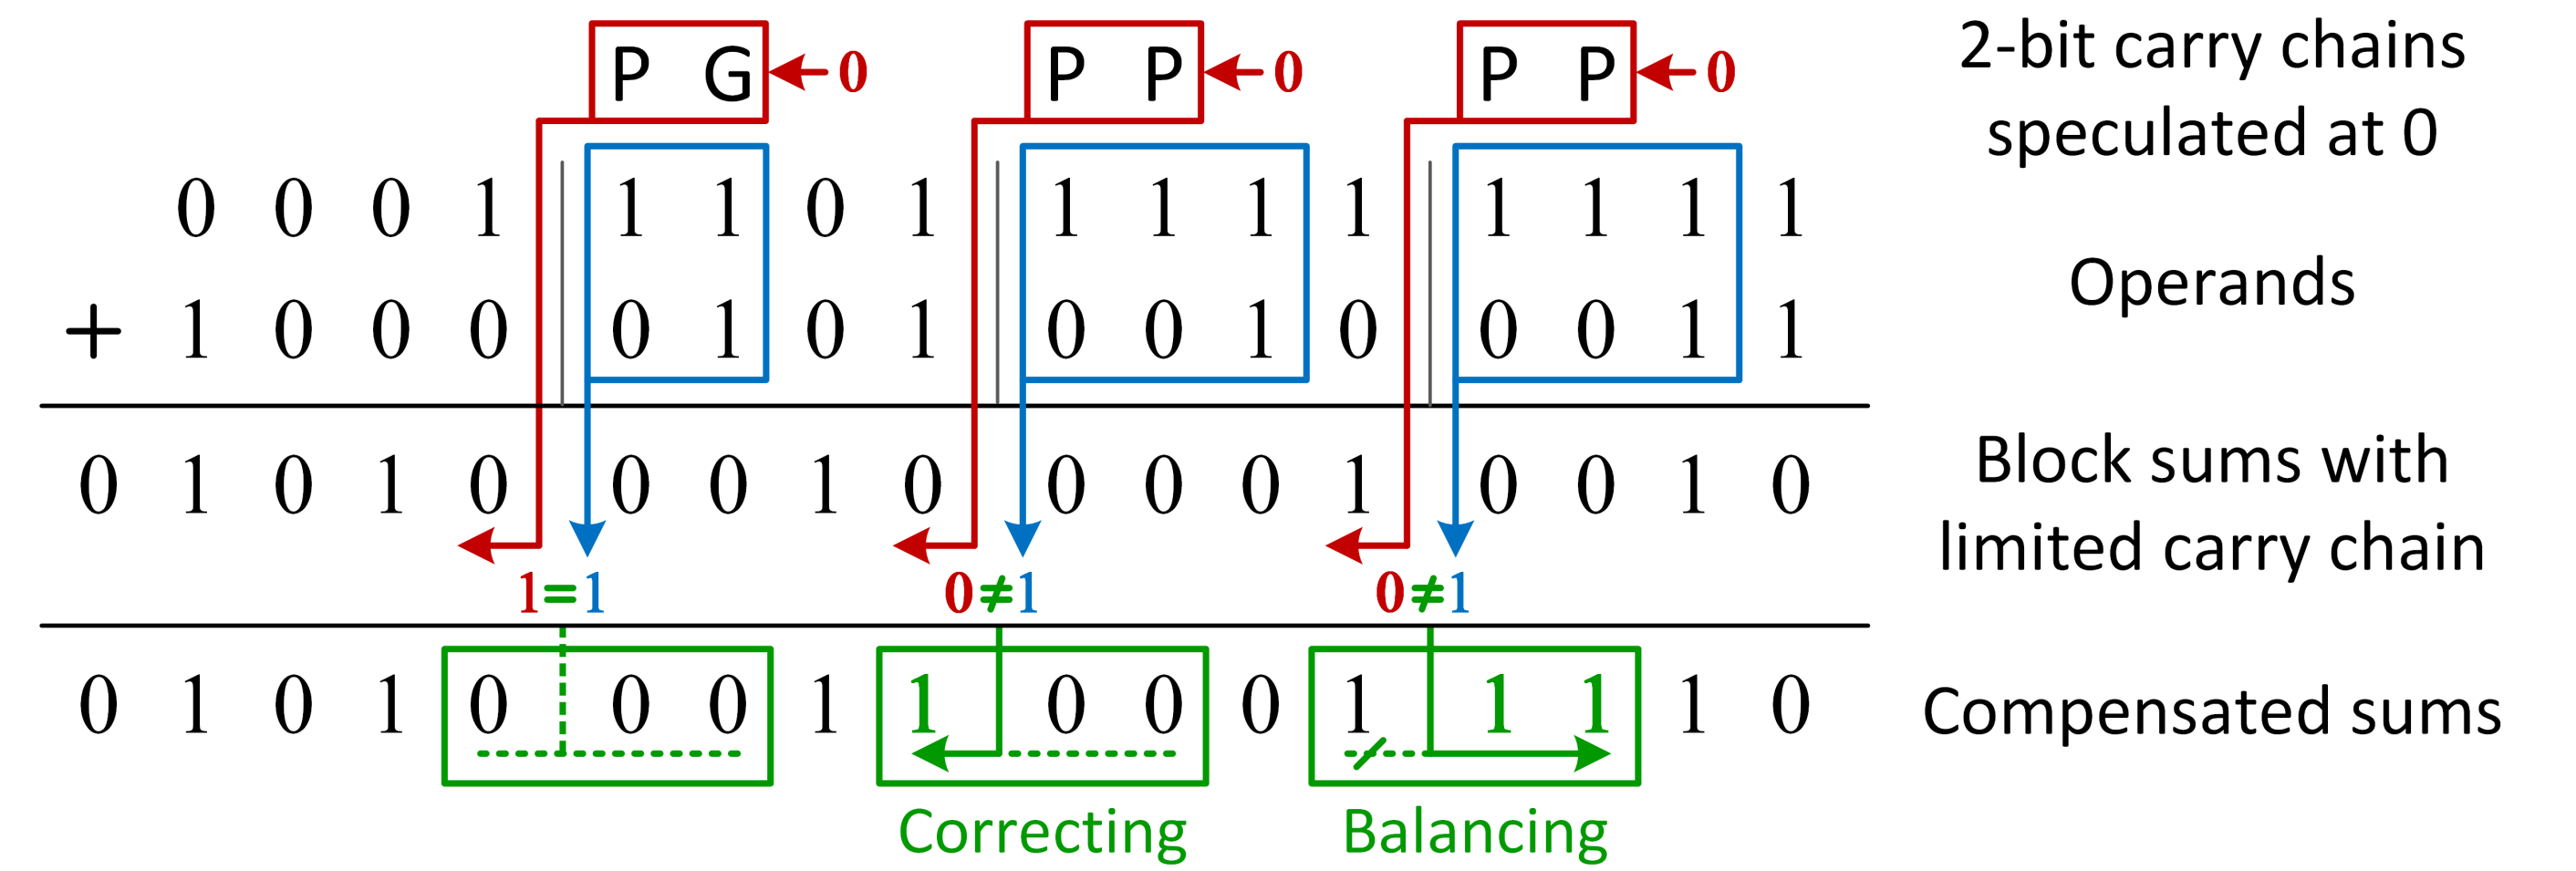 P G ← 0 P P ← 0 P P ← 0 2-bit carry chains
speculated at 0
0 0 0 1 1 1 0 1 1 1 1 1 1 1 1 1
Operands
+ 1 0 0 0 0 1 0 1 0 0 1 0 0 0 1 1
0 1 0 1 0 0 0 1 0 0 0 0 1 0 0 1 0 Block sums with
limited carry chain
1=1 0≠1 0≠1
0 1 0 1 0 0 0 1 1 0 0 0 1 1 1 1 0 Compensated sums
Correcting Balancing